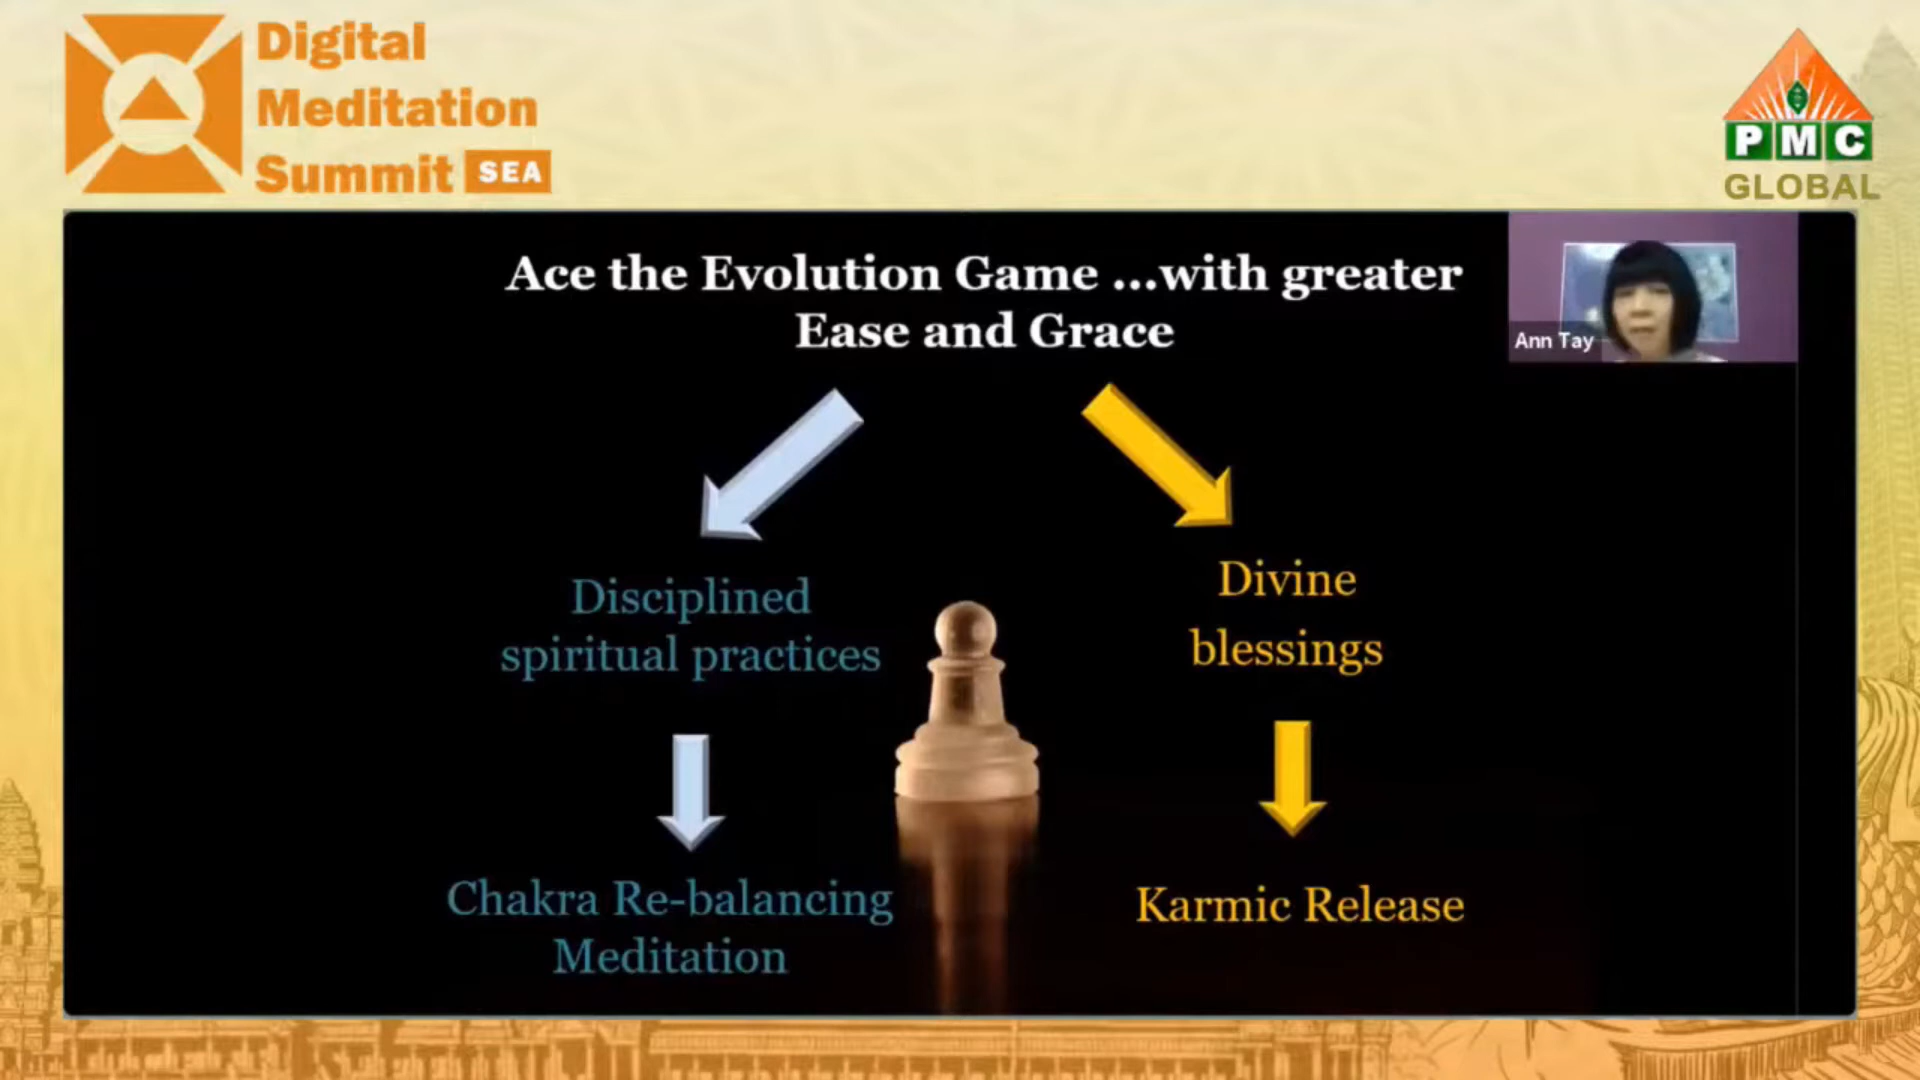 Digital
Meditation
Summit SEA
PMC
GLOBAL
Ace the Evolution Game ...with greater
Ease and Grace
Ann Tay
Disciplined
spiritual practices
Divine
blessings
Chakra Re-balancing
Meditation
Karmic Release